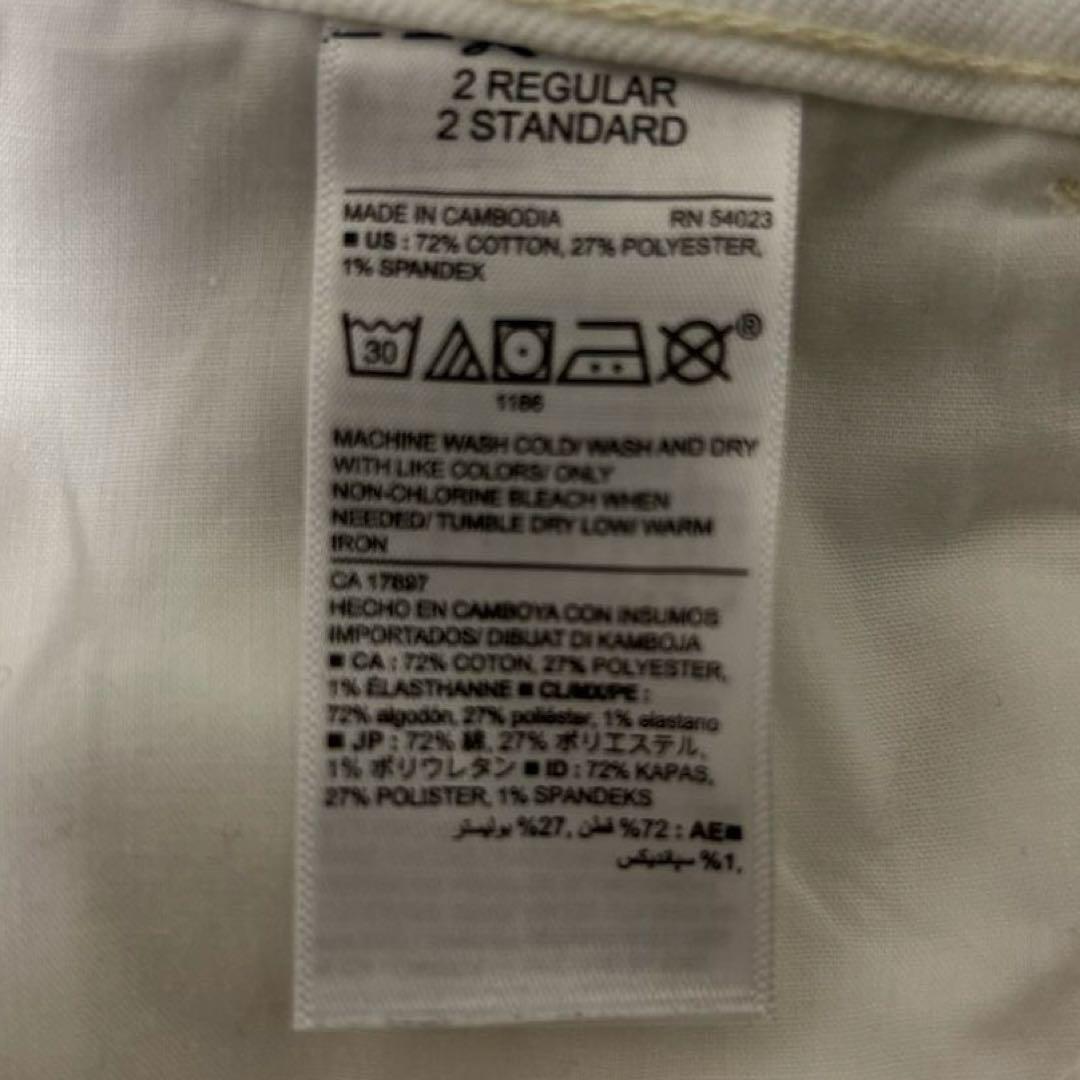 2 REGULAR
2 STANDARD
MADE IN CAMBODIA RN 54023
■ US : 72% COTTON, 27% POLYESTER,
1% SPANDEX
30
®
1186
MACHINE WASH COLD/ WASH AND DRY
WITH LIKE COLORS/ ONLY
NON-CHLORINE BLEACH WHEN
NEEDED/ TUMBLE DRY LOW/ WARM
IRON
CA 17897
HECHO EN CAMBOYA CON INSUMOS
IMPORTADOS/ DIBUAT DI KAMBOJA
■ CA : 72% COTON, 27% POLYESTER,
1% ÉLASTHANNE ■ CL/MX/PE :
72% algodón, 27% poliéster, 1% elastano
■ JP : 72% 綿, 27% ポリエステル,
1% ポリウレタン ■ ID : 72% KAPAS,
27% POLISTER, 1% SPANDEKS
■AE : 72% قطن, 27% بوليستر
,1% سباندكس